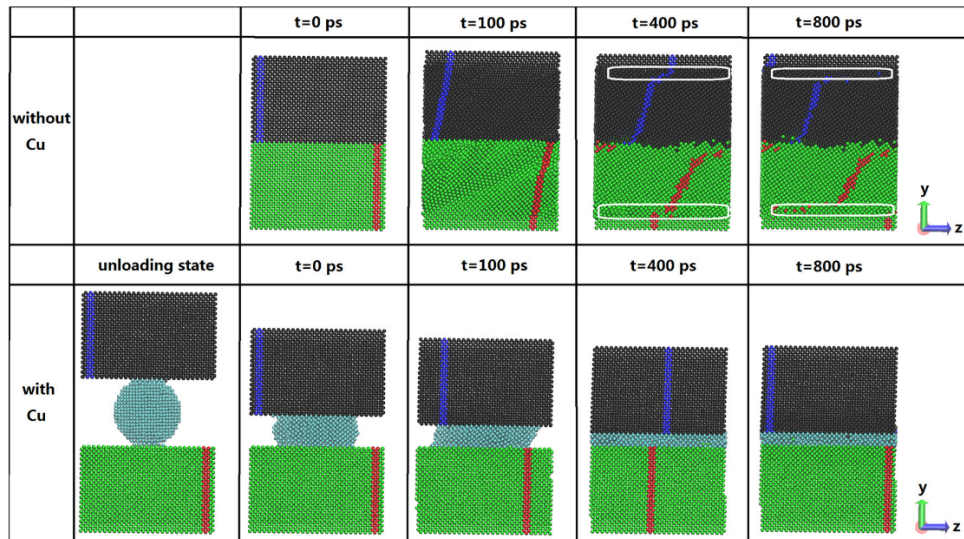 t=0 ps t=100 ps t=400 ps t=800 ps
without
Cu
y
z
unloading state t=0 ps t=100 ps t=400 ps t=800 ps
with
Cu
y
z